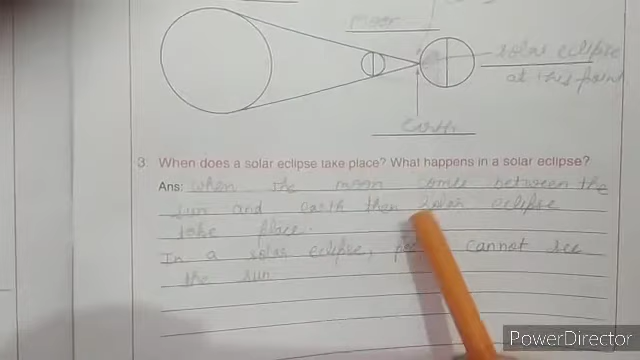 moon
solar eclipse
at this point
earth
3. When does a solar eclipse take place? What happens in a solar eclipse?
Ans: when the moon comes between the
sun and earth then solar eclipse
take place.
In a solar eclipse, cannot see
the sun
PowerDirector